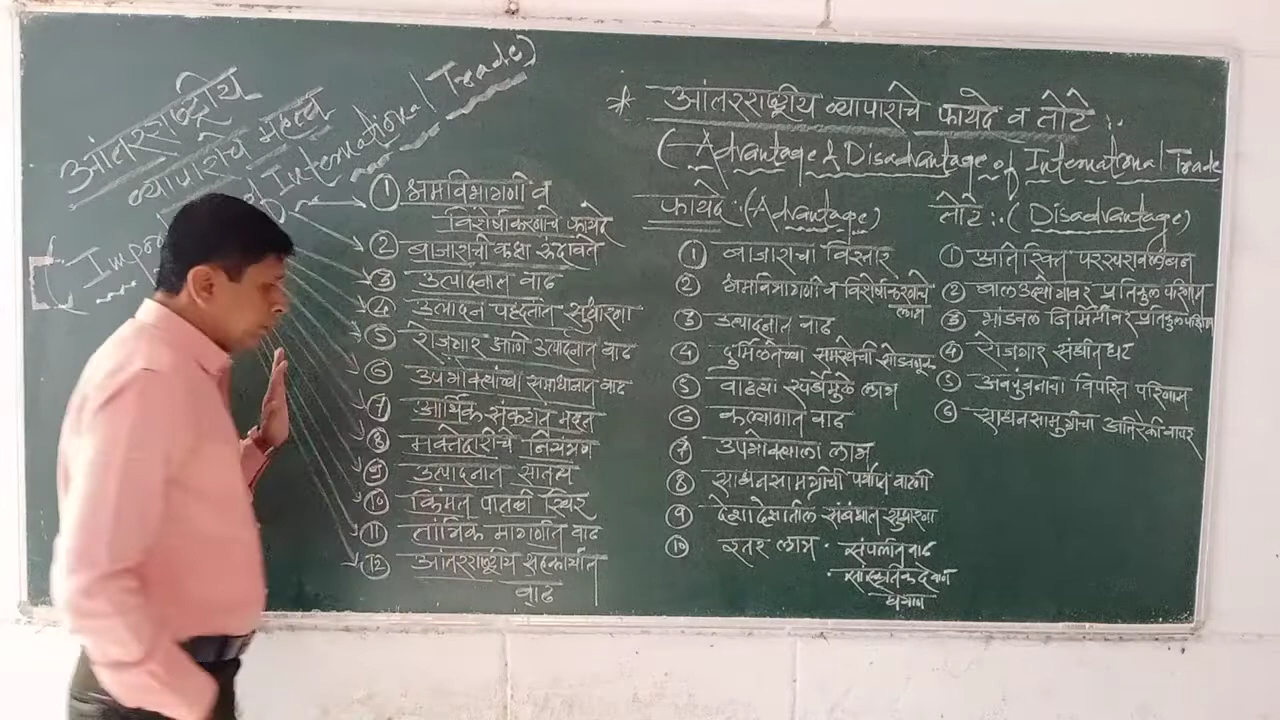 आंतरराष्ट्रीय
व्यापाराचे महत्व
International Trade)
① श्रमविभागणी व
विशेषीकरणाचे फायदे
② बाजाराची कक्षा रुंदावते
③ उत्पादनात वाढ
④ उत्पादन पद्धतीत सुधारणा
⑤ रोजगार आणि उत्पादनात वाढ
⑥ उपभोक्त्यांच्या समाधानात वाढ
⑦ आर्थिक संकटात मदत
⑧ मक्तेदारीचे नियंत्रण
⑨ उत्पादनात सातत्य
⑩ किंमत पातळी स्थिर
⑪ तांत्रिक मागणीत वाढ
⑫ आंतरराष्ट्रीय सहकार्यात
वाढ
* आंतरराष्ट्रीय व्यापाराचे फायदे व तोटे :.
(Advantage & Disadvantage of International Trade
फायदे :(Advantage)
① बाजाराचा विस्तार
② श्रमविभागणी व विशेषीकरणाचे
लाभ
③ उत्पादनात वाढ
④ दुर्मिळतेच्या समस्येची सोडवणूक
⑤ वाढत्या स्पर्धेमुळे लाभ
⑥ कल्याणात वाढ
⑦ उपभोक्त्याला लाभ
⑧ साधनसामग्रीची पर्याप्त वाटणी
⑨ देशादेशातील संबंधात सुधारणा
⑩ इतर लाभ · संपत्तीत वाढ
· सांस्कृतिक देवाण
घेवाण
तोटे :.( Disadvantage)
① अतिरिक्त परस्परावलंबन
② बालउद्योगावर प्रतिकूल परिणाम
③ भांडवल निर्मितीवर प्रतिकूल परिणाम
④ रोजगार संधीत घट
⑤ अवपुंजनाचा विपरित परिणाम
⑥ साधनसामुग्रीचा अतिरेकी वापर